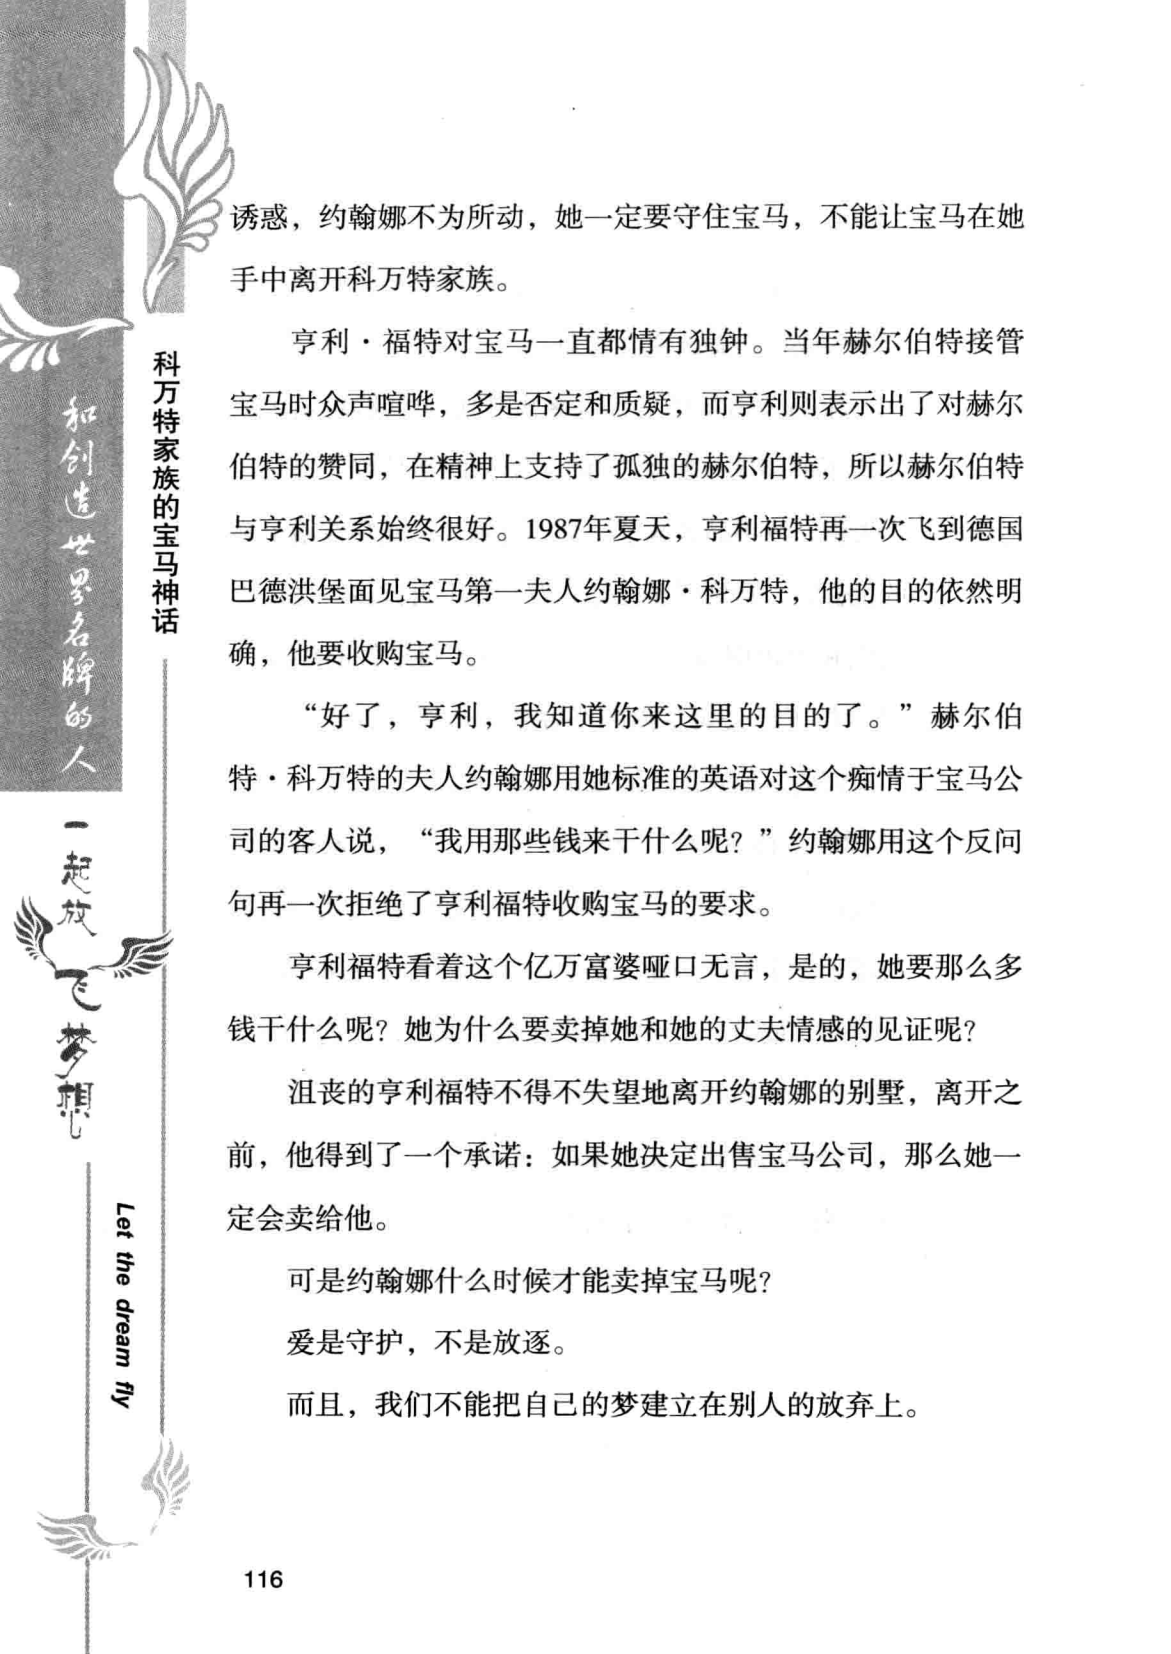 诱惑，约翰娜不为所动，她一定要守住宝马，不能让宝马在她
手中离开科万特家族。
亨利·福特对宝马一直都情有独钟。当年赫尔伯特接管
宝马时众声喧哗，多是否定和质疑，而亨利则表示出了对赫尔
伯特的赞同，在精神上支持了孤独的赫尔伯特，所以赫尔伯特
与亨利关系始终很好。1987年夏天，亨利福特再一次飞到德国
巴德洪堡面见宝马第一夫人约翰娜·科万特，他的目的依然明
确，他要收购宝马。
“好了，亨利，我知道你来这里的目的了。”赫尔伯
特·科万特的夫人约翰娜用她标准的英语对这个痴情于宝马公
司的客人说，“我用那些钱来干什么呢？”约翰娜用这个反问
句再一次拒绝了亨利福特收购宝马的要求。
亨利福特看着这个亿万富婆哑口无言，是的，她要那么多
钱干什么呢？她为什么要卖掉她和她的丈夫情感的见证呢？
沮丧的亨利福特不得不失望地离开约翰娜的别墅，离开之
前，他得到了一个承诺：如果她决定出售宝马公司，那么她一
定会卖给他。
可是约翰娜什么时候才能卖掉宝马呢？
爱是守护，不是放逐。
而且，我们不能把自己的梦建立在别人的放弃上。
科万特家族的宝马神话
和创造世界名牌的人
一起放飞梦想
Let the dream fly
116